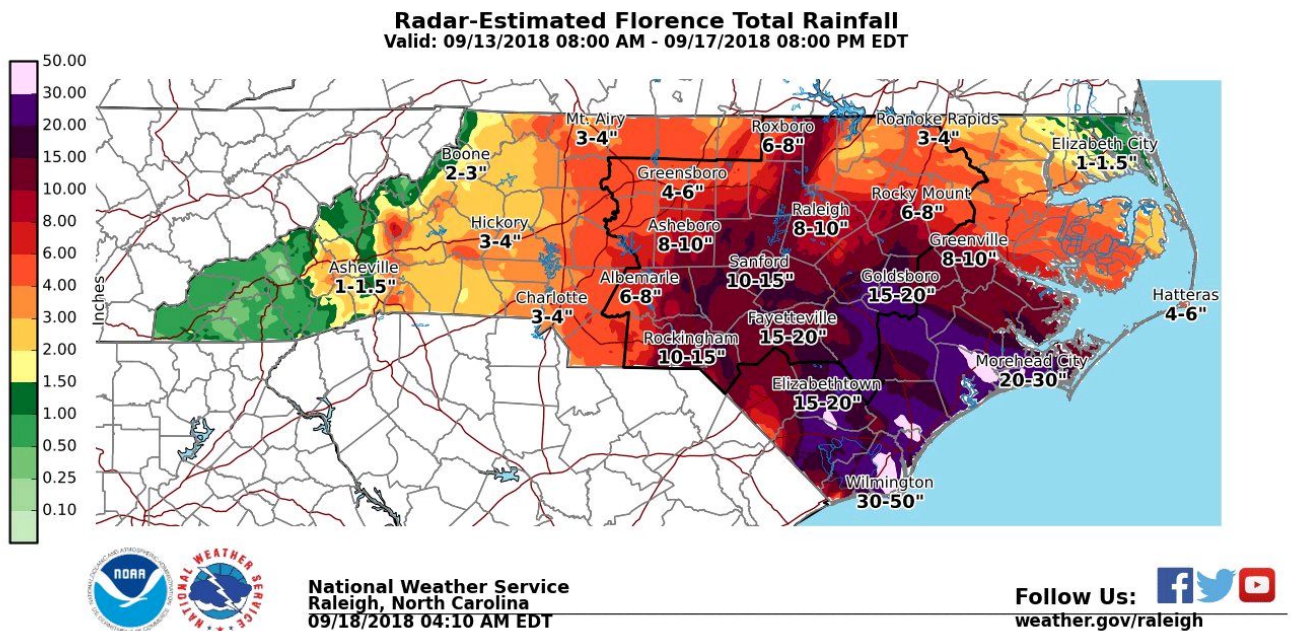 Radar-Estimated Florence Total Rainfall
Valid: 09/13/2018 08:00 AM - 09/17/2018 08:00 PM EDT
50.00
30.00
20.00
15.00
10.00
8.00
6.00
4.00
3.00
2.00
1.50
1.00
0.50
0.25
0.10
Inches
Mt. Airy
3-4"
Roxboro
6-8"
Roanoke Rapids
3-4"
Elizabeth City
1-1.5"
Boone
2-3"
Greensboro
4-6"
Rocky Mount
6-8"
Hickory
3-4"
Asheboro
8-10"
Raleigh
8-10"
Greenville
8-10"
Asheville
1-1.5"
Albemarle
6-8"
Sanford
10-15"
Goldsboro
15-20"
Charlotte
3-4"
Hatteras
4-6"
Rockingham
10-15"
Fayetteville
15-20"
Morehead City
20-30"
Elizabethtown
15-20"
Wilmington
30-50"
NOAA
NATIONAL WEATHER SERVICE
National Weather Service
Raleigh, North Carolina
09/18/2018 04:10 AM EDT
Follow Us:
weather.gov/raleigh